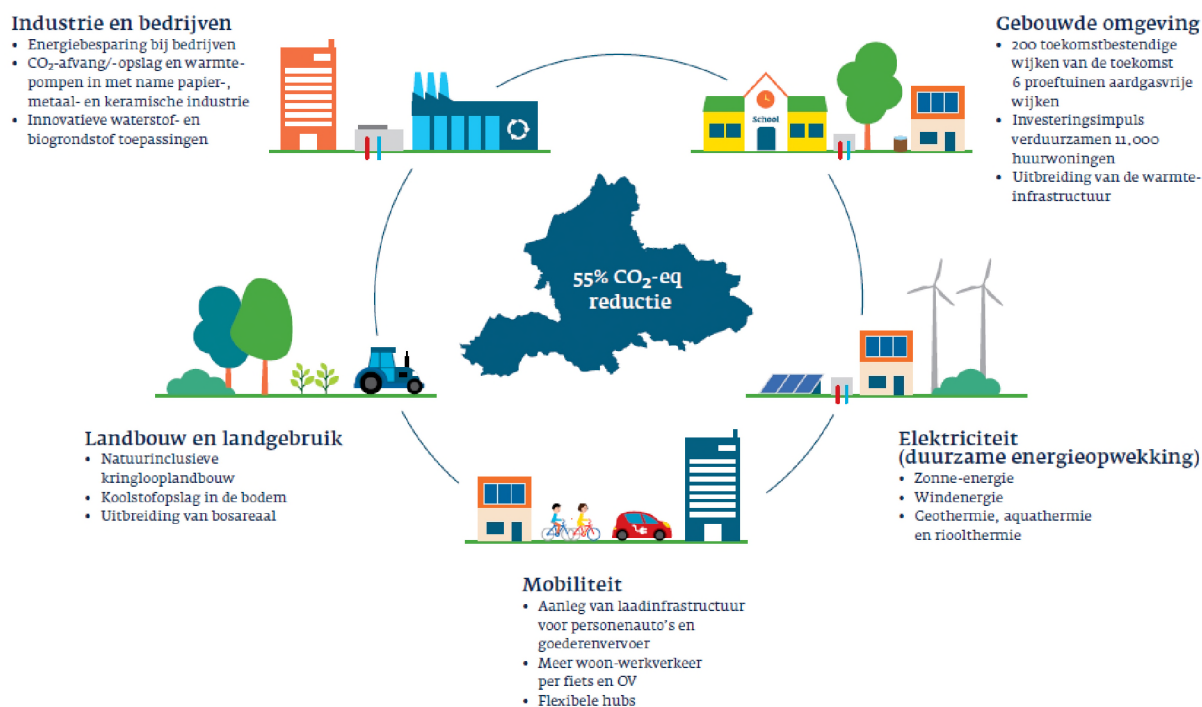 Industrie en bedrijven
• Energiebesparing bij bedrijven
• CO₂-afvang/-opslag en warmte-
pompen in met name papier-,
metaal- en keramische industrie
• Innovatieve waterstof- en
biogrondstof toepassingen
Gebouwde omgeving
• 200 toekomstbestendige
wijken van de toekomst
6 proeftuinen aardgasvrije
wijken
• Investeringsimpuls
verduurzamen 11,000
huurwoningen
• Uitbreiding van de warmte-
infrastructuur
School
55% CO₂-eq
reductie
Landbouw en landgebruik
• Natuurinclusieve
kringlooplandbouw
• Koolstofopslag in de bodem
• Uitbreiding van bosareaal
Elektriciteit
(duurzame energieopwekking)
• Zonne-energie
• Windenergie
• Geothermie, aquathermie
en rioolthermie
Mobiliteit
• Aanleg van laadinfrastructuur
voor personenauto's en
goederenvervoer
• Meer woon-werkverkeer
per fiets en OV
• Flexibele hubs